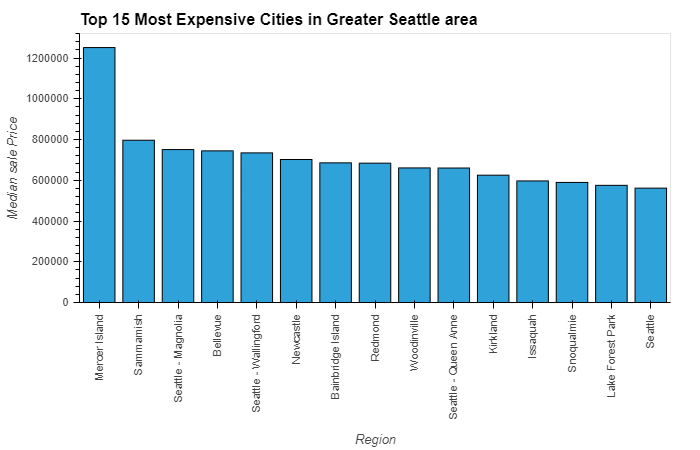 Top 15 Most Expensive Cities in Greater Seattle area
Median sale Price
1200000
1000000
800000
600000
400000
200000
0
Mercer Island
Sammamish
Seattle - Magnolia
Bellevue
Seattle - Wallingford
Newcastle
Bainbridge Island
Redmond
Woodinville
Seattle - Queen Anne
Kirkland
Issaquah
Snoqualmie
Lake Forest Park
Seattle
Region